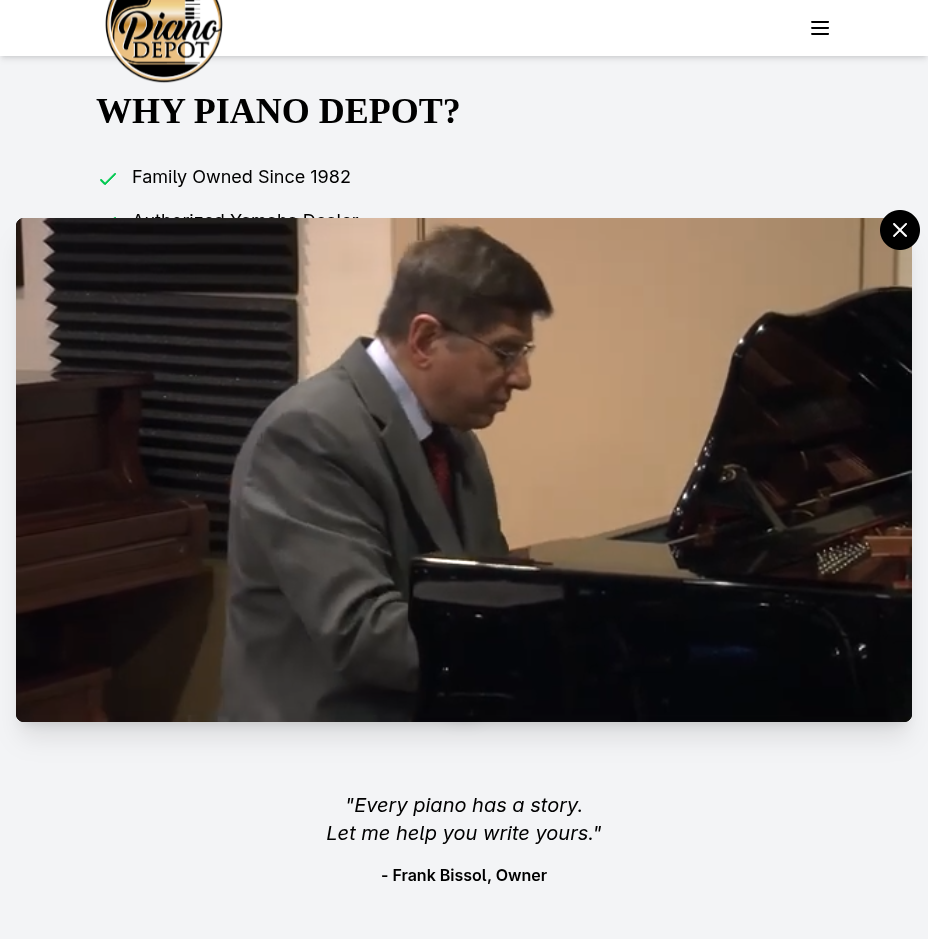 Piano
DEPOT
WHY PIANO DEPOT?
Family Owned Since 1982
Authorized Yamaha Dealer
"Every piano has a story.
Let me help you write yours."
- Frank Bissol, Owner